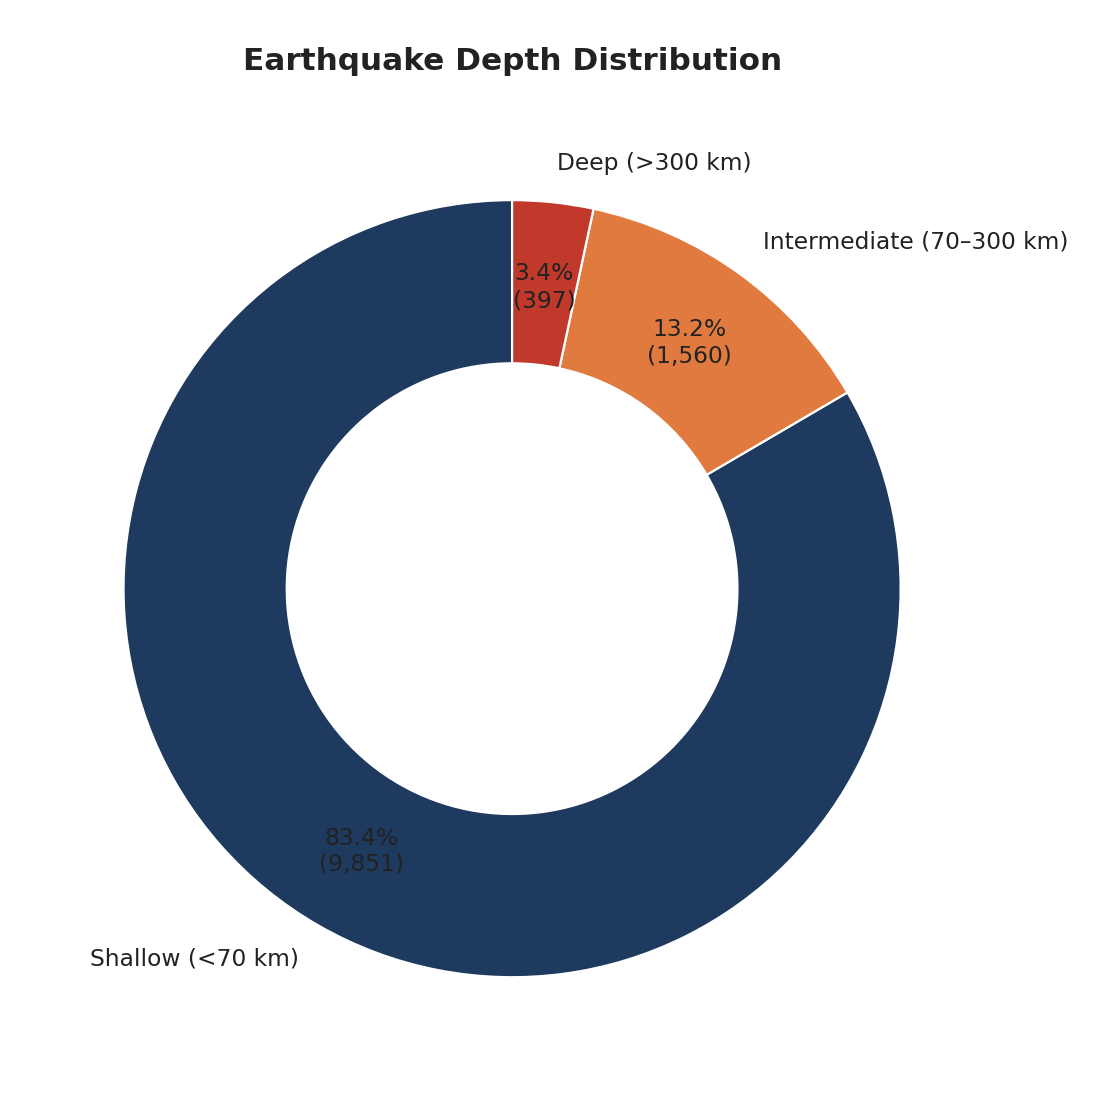 Earthquake Depth Distribution
Deep (>300 km)
Intermediate (70–300 km)
3.4%
(397)
13.2%
(1,560)
83.4%
(9,851)
Shallow (<70 km)